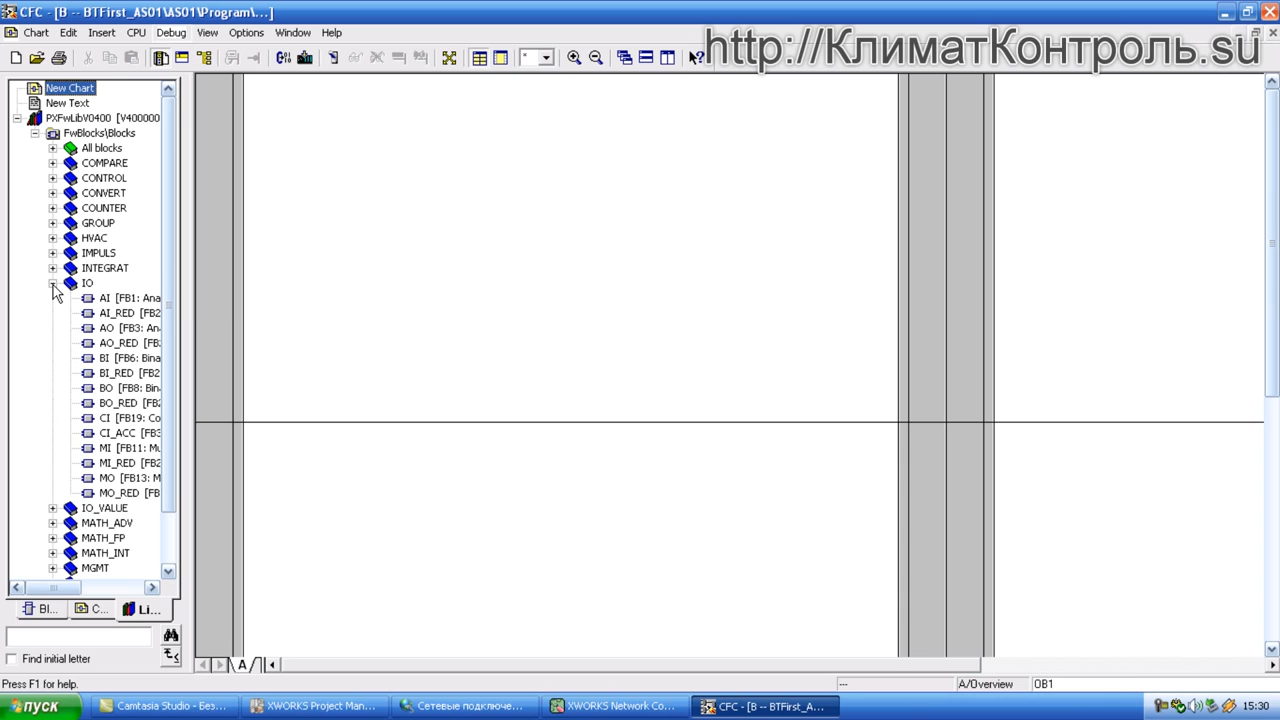 CFC - [B -- BTFirst_AS01\AS01\Program\...]
Chart Edit Insert CPU Debug View Options Window Help
http://КлиматКонтроль.su
New Chart
New Text
PXFwLibV0400 [V400000
FwBlocks\Blocks
All blocks
COMPARE
CONTROL
CONVERT
COUNTER
GROUP
HVAC
IMPULS
INTEGRAT
IO
AI [FB1: Ana
AI_RED [FB2
AO [FB3: An
AO_RED [FB
BI [FB6: Bina
BI_RED [FB2
BO [FB8: Bin
BO_RED [FB2
CI [FB19: Co
CI_ACC [FB3
MI [FB11: Mu
MI_RED [FB2
MO [FB13: M
MO_RED [FB
IO_VALUE
MATH_ADV
MATH_FP
MATH_INT
MGMT
Bl... C... Li...
Find initial letter
A
Press F1 for help. --- A/Overview OB1
пуск Camtasia Studio - Без... XWORKS Project Man... Сетевые подключе... XWORKS Network Co... CFC - [B -- BTFirst_A... 15:30